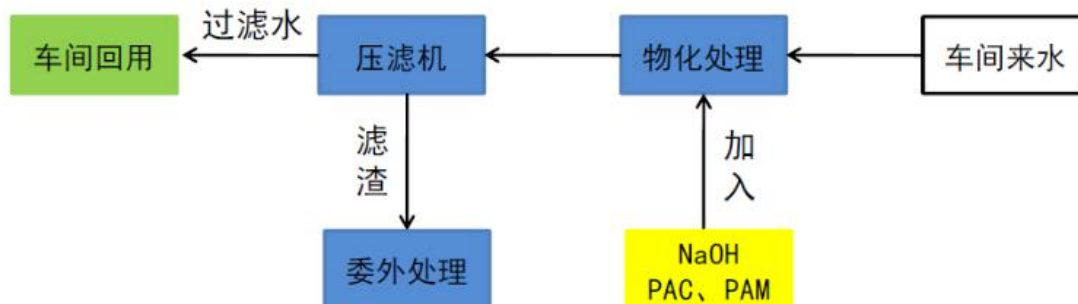 过滤水
车间回用
压滤机
物化处理
车间来水
滤
渣
加
入
委外处理
NaOH
PAC、PAM